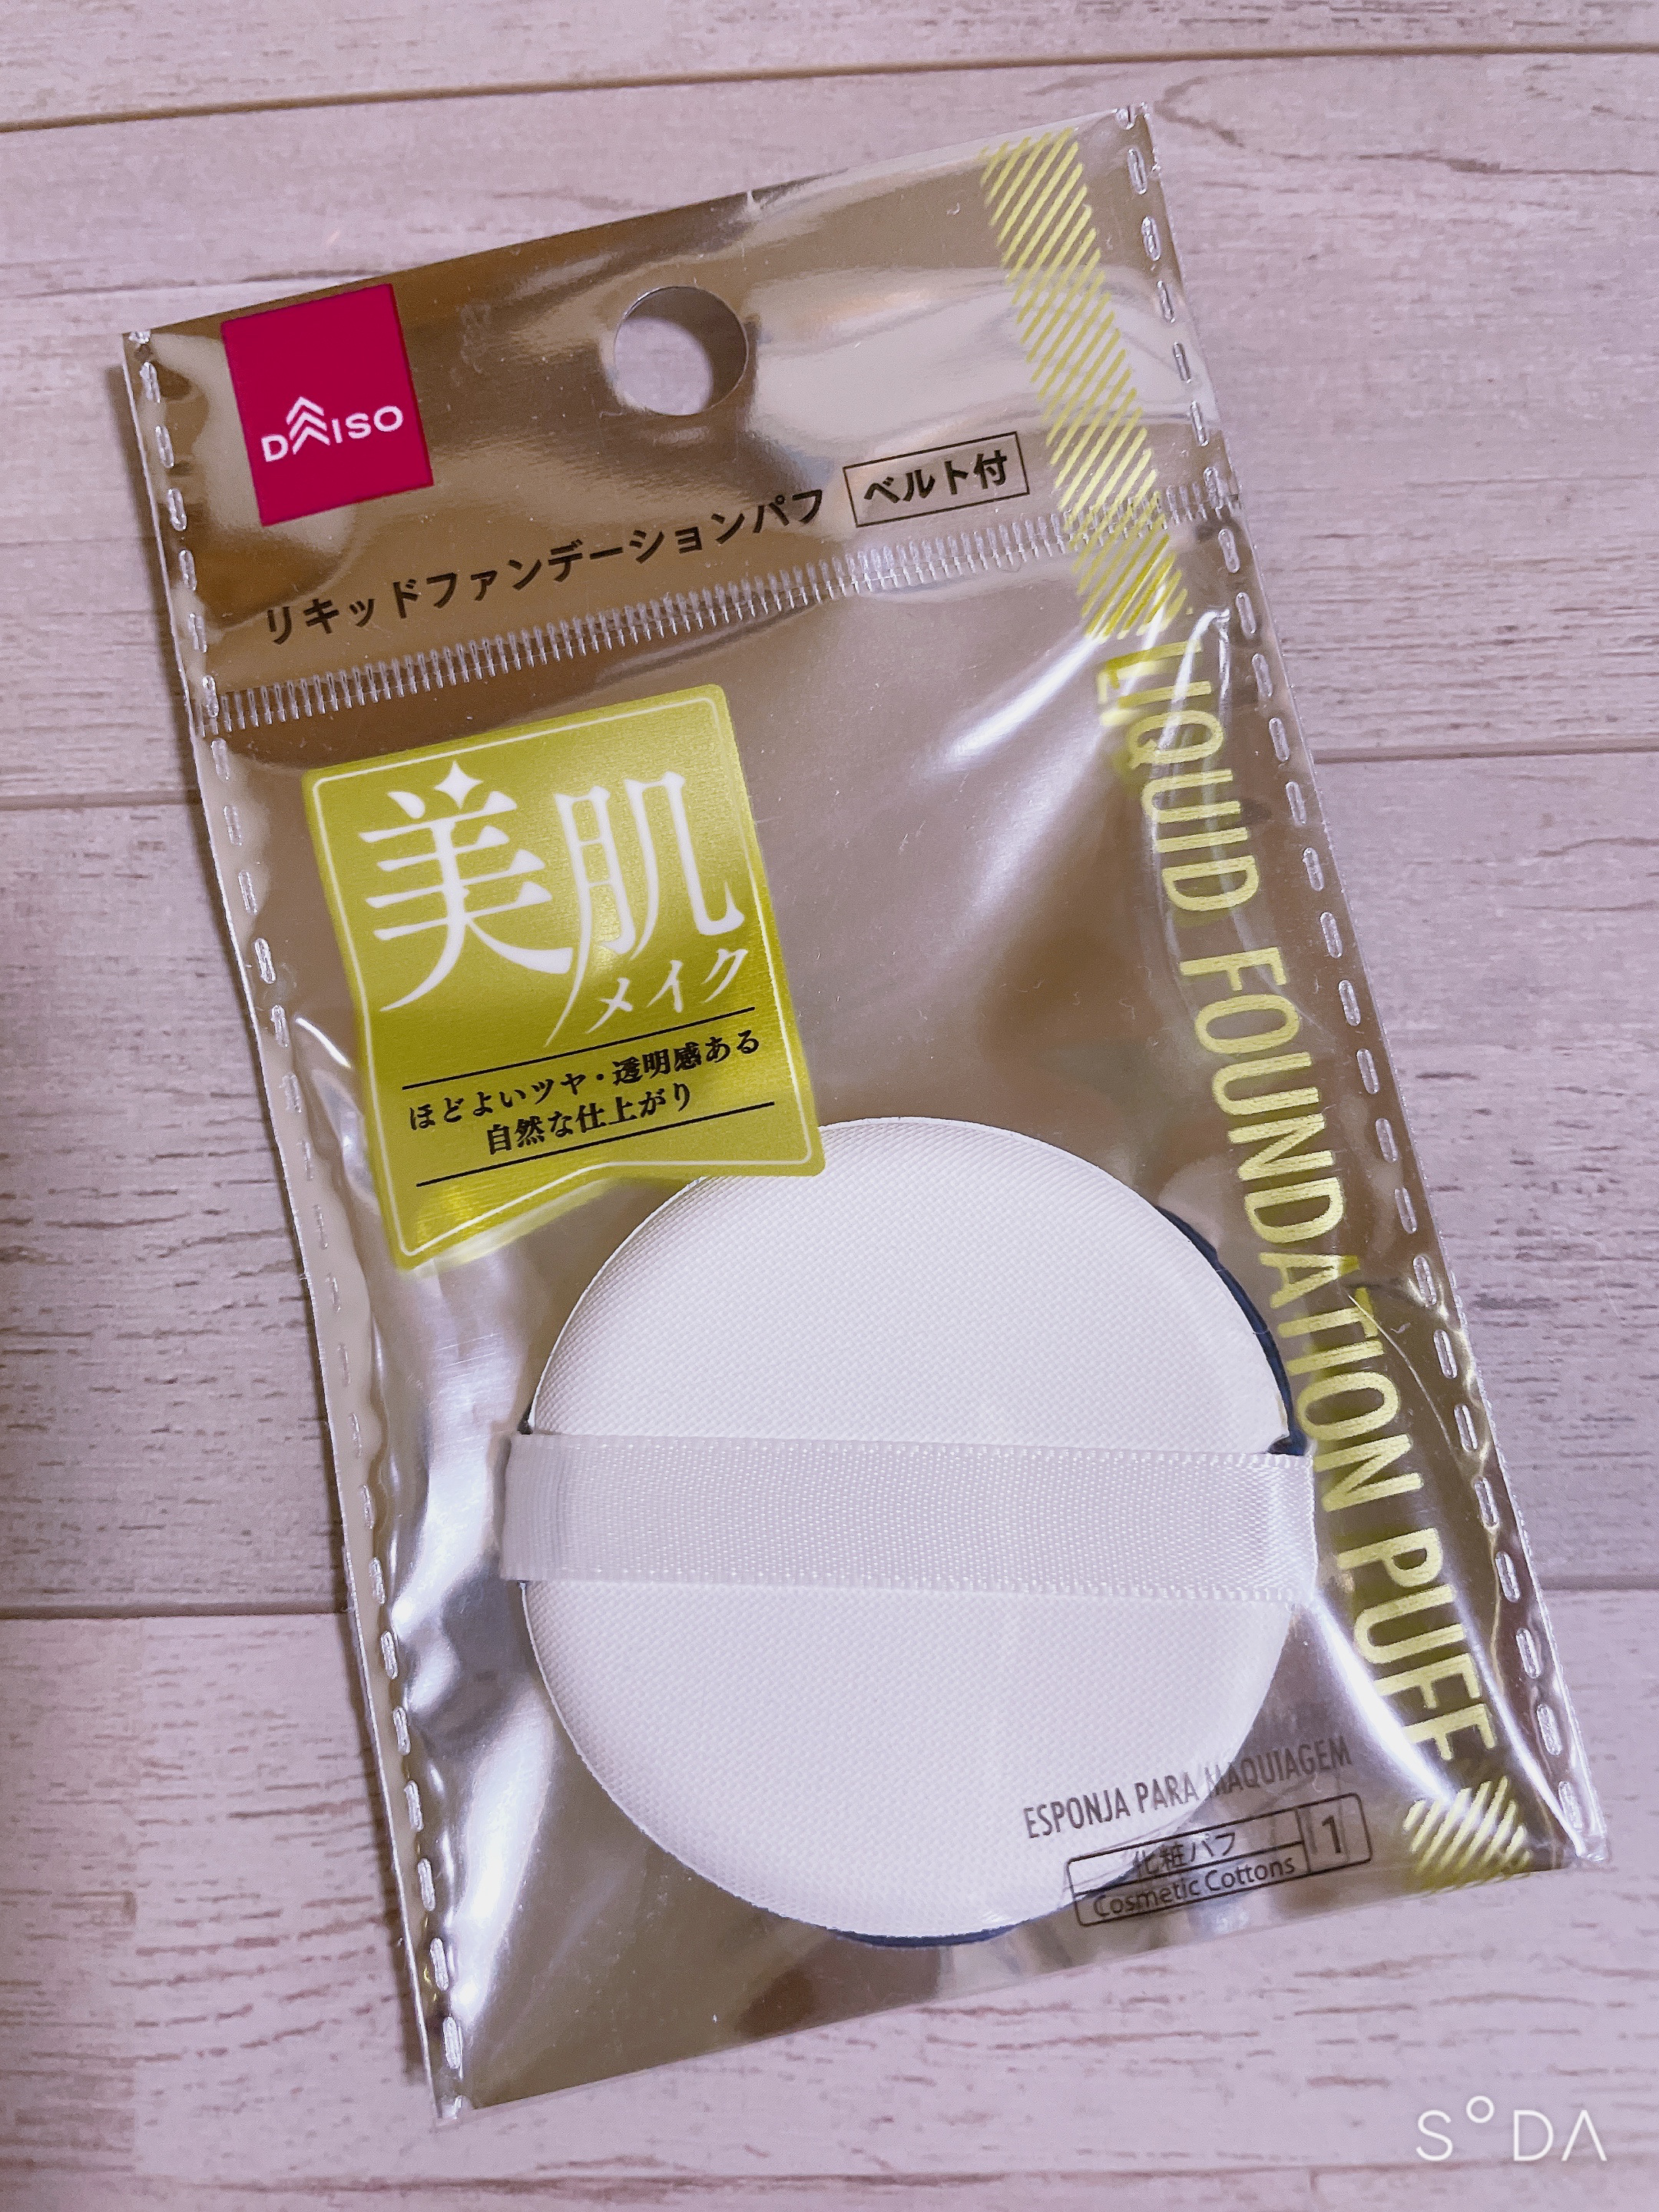 DAISO
リキッドファンデーションパフ ベルト付
美肌
メイク
ほどよいツヤ・透明感ある
自然な仕上がり
LIQUID FOUNDATION PUFF
ESPONJA PARA MAQUIAGEM
化粧パフ 1
Cosmetic Cottons
SODA